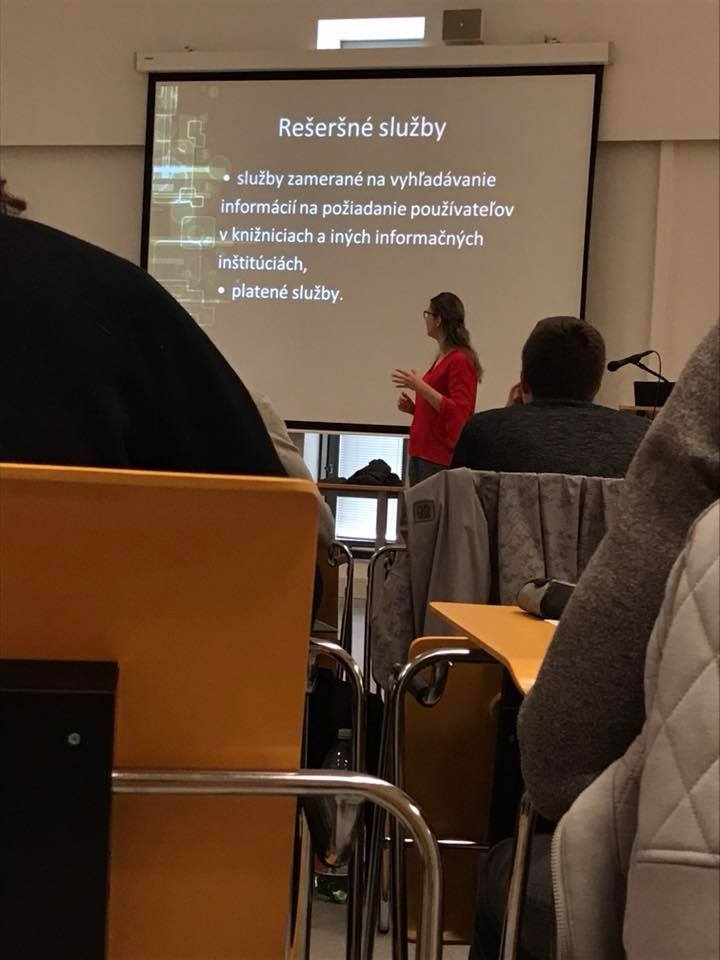 Rešeršné služby
• služby zamerané na vyhľadávanie
informácií na požiadanie používateľov
v knižniciach a iných informačných
inštitúciách,
• platené služby.